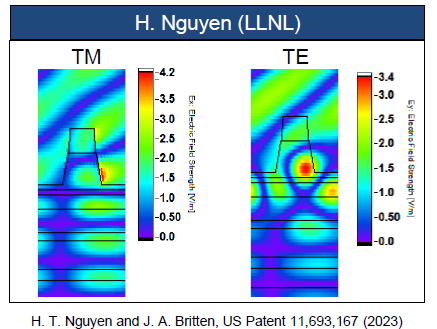 H. Nguyen (LLNL)
TM
TE
4.2
3.5
3.0
2.5
2.0
1.5
1.0
0.50
0.0
Ex: Electric Field Strength [V/m]
3.4
3.0
2.5
2.0
1.5
1.0
0.50
0.0
Ey: Electric Field Strength [V/m]
H. T. Nguyen and J. A. Britten, US Patent 11,693,167 (2023)